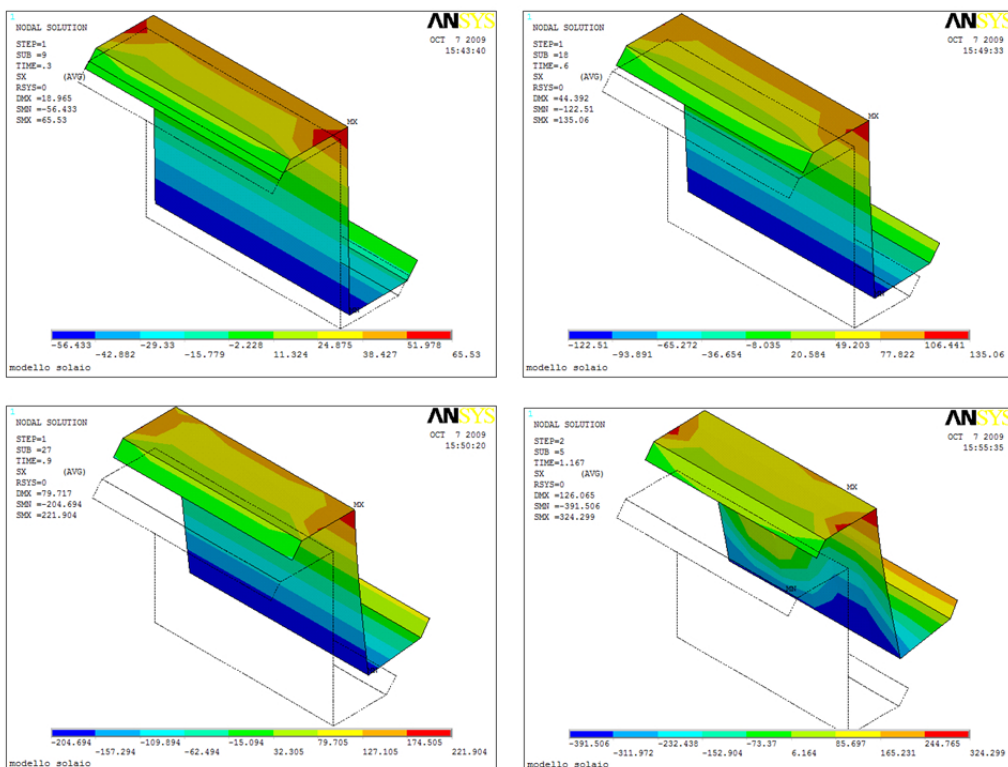 1
NODAL SOLUTION
STEP=1
SUB =9
TIME=.3
SX (AVG)
RSYS=0
DMX =18.965
SMN =-56.433
SMX =65.53
ANSYS
OCT 7 2009
15:43:40
MX
-56.433 -29.33 -2.228 24.875 51.978
-42.882 -15.779 11.324 38.427 65.53
modello solaio
1
NODAL SOLUTION
STEP=1
SUB =18
TIME=.6
SX (AVG)
RSYS=0
DMX =44.392
SMN =-122.51
SMX =135.06
ANSYS
OCT 7 2009
15:49:33
MX
-122.51 -65.272 -8.035 49.203 106.441
-93.891 -36.654 20.584 77.822 135.06
modello solaio
1
NODAL SOLUTION
STEP=1
SUB =27
TIME=.9
SX (AVG)
RSYS=0
DMX =79.717
SMN =-204.694
SMX =221.904
ANSYS
OCT 7 2009
15:50:20
MX
-204.694 -109.894 -15.094 79.705 174.505
-157.294 -62.494 32.305 127.105 221.904
modello solaio
1
NODAL SOLUTION
STEP=2
SUB =5
TIME=1.167
SX (AVG)
RSYS=0
DMX =126.065
SMN =-391.506
SMX =324.299
ANSYS
OCT 7 2009
15:55:35
MX
MN
-391.506 -232.438 -73.37 85.697 244.765
-311.972 -152.904 6.164 165.231 324.299
modello solaio